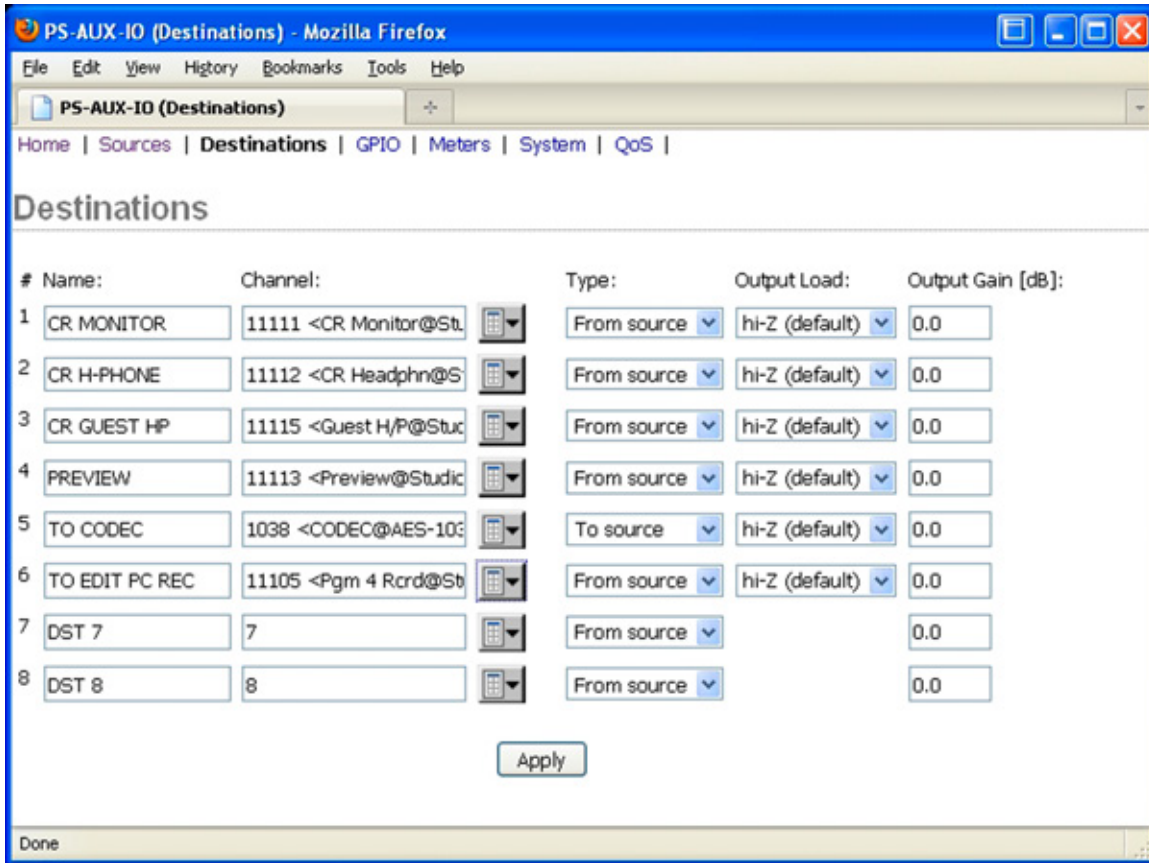 PS-AUX-IO (Destinations) - Mozilla Firefox
File Edit View History Bookmarks Tools Help
PS-AUX-IO (Destinations)
Home | Sources | Destinations | GPIO | Meters | System | QoS |
Destinations
# Name: Channel: Type: Output Load: Output Gain [dB]:
1 CR MONITOR 11111 <CR Monitor@Stu From source hi-Z (default) 0.0
2 CR H-PHONE 11112 <CR Headphn@S From source hi-Z (default) 0.0
3 CR GUEST HP 11115 <Guest H/P@Stud From source hi-Z (default) 0.0
4 PREVIEW 11113 <Preview@Studio From source hi-Z (default) 0.0
5 TO CODEC 1038 <CODEC@AES-103 To source hi-Z (default) 0.0
6 TO EDIT PC REC 11105 <Pgm 4 Rcrd@St From source hi-Z (default) 0.0
7 DST 7 7 From source 0.0
8 DST 8 8 From source 0.0
Apply
Done